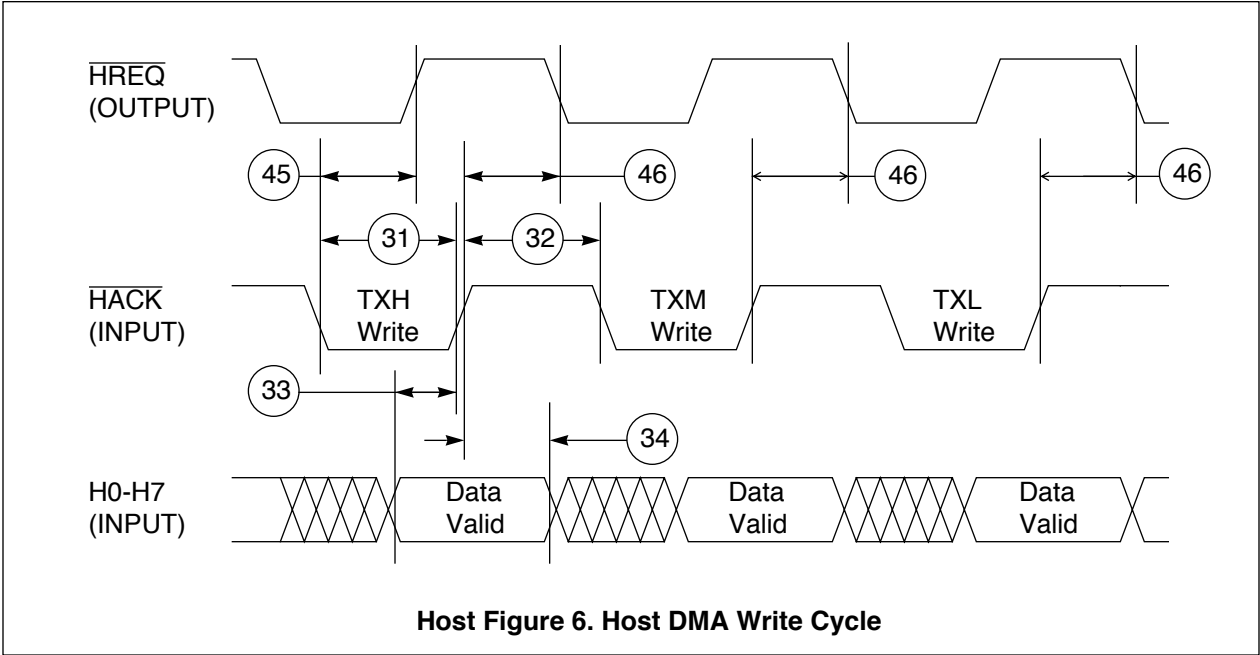 HREQ
(OUTPUT)
45
46
46
46
31
32
HACK
(INPUT)
TXH
Write
TXM
Write
TXL
Write
33
34
H0-H7
(INPUT)
Data
Valid
Data
Valid
Data
Valid
Host Figure 6. Host DMA Write Cycle